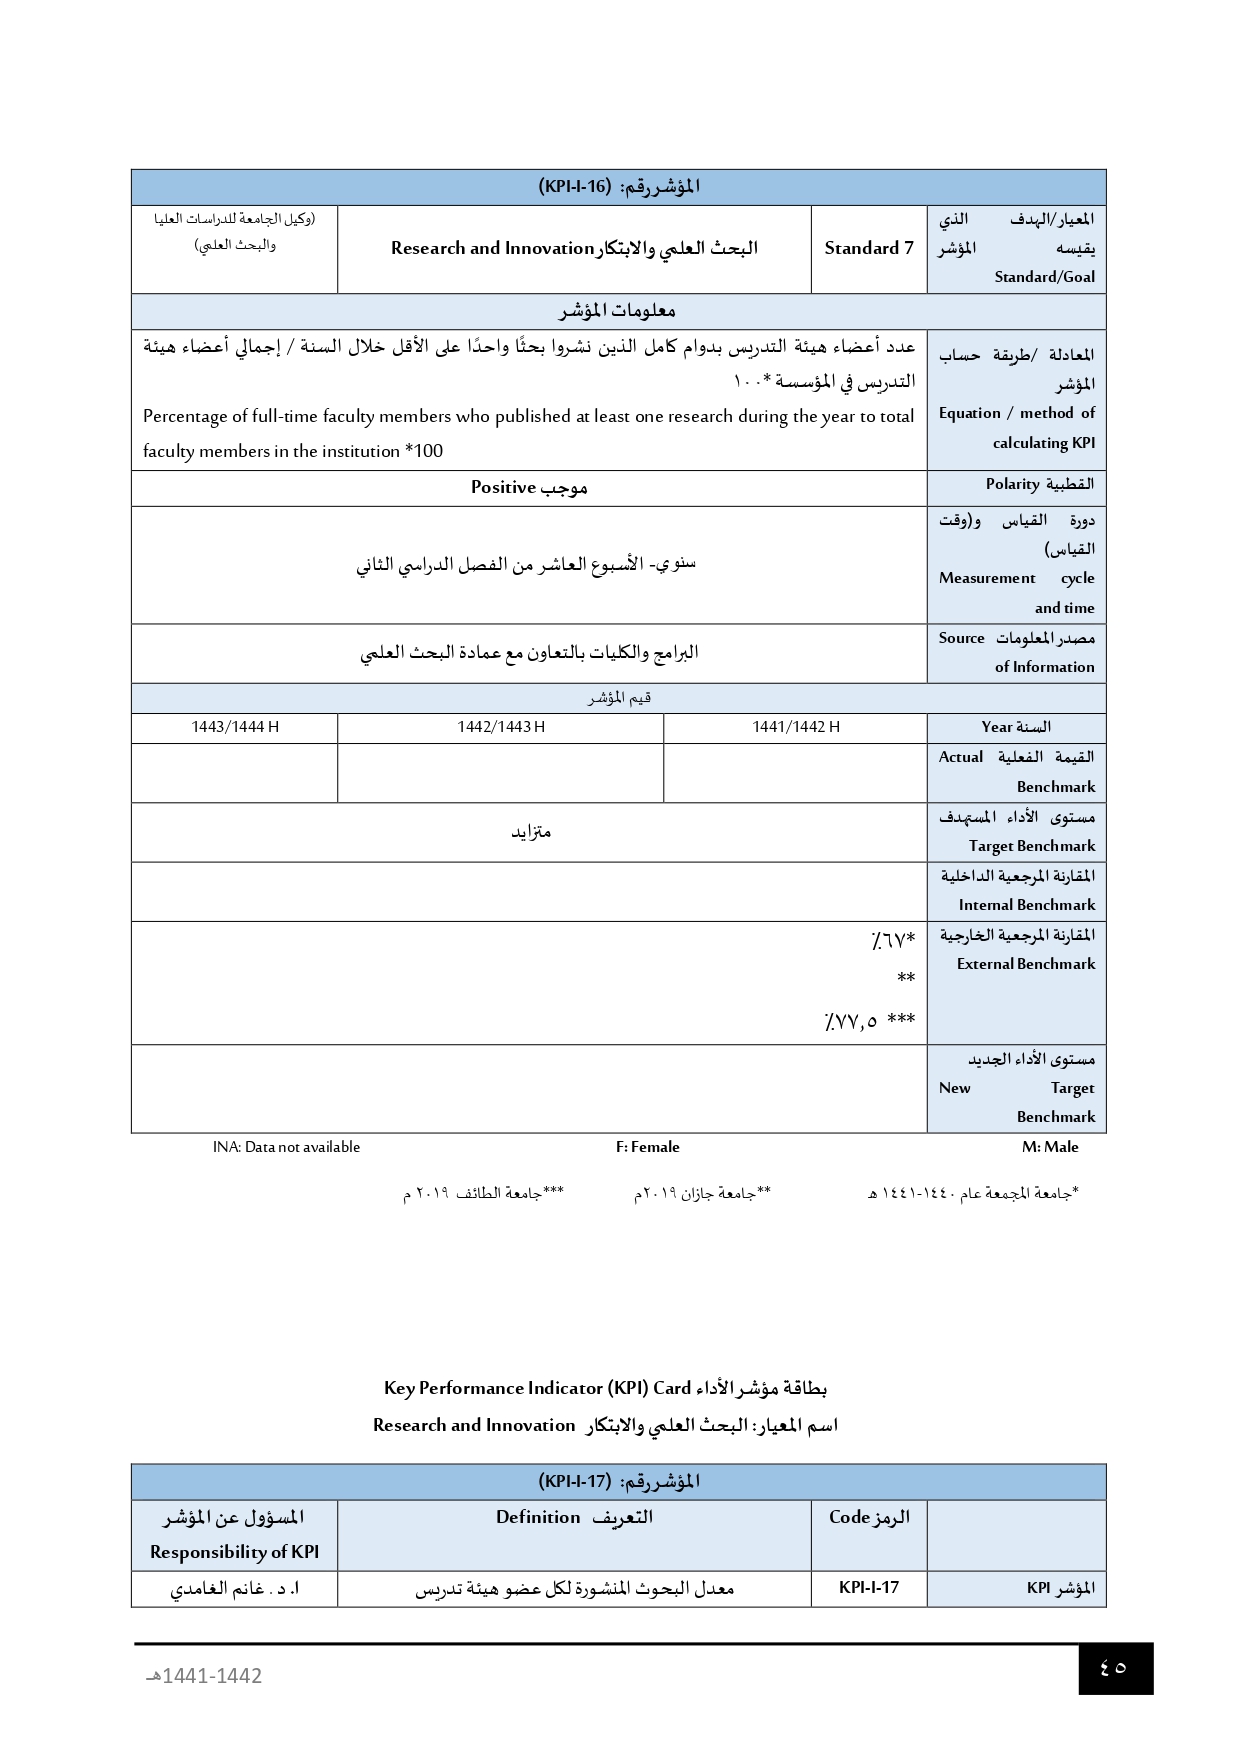 المؤشر رقم: (KPI-I-16)
المعيار/الهدف الذي
يقيسه المؤشر
Standard/Goal
Standard 7
البحث العلمي والابتكار Research and Innovation
(وكيل الجامعة للدراسات العليا
والبحث العلمي)
معلومات المؤشر
المعادلة /طريقة حساب
المؤشر
Equation / method of
calculating KPI
عدد أعضاء هيئة التدريس بدوام كامل الذين نشروا بحثًا واحدًا على الأقل خلال السنة / إجمالي أعضاء هيئة
التدريس في المؤسسة *١٠٠
Percentage of full-time faculty members who published at least one research during the year to total
faculty members in the institution *100
القطبية Polarity
موجب Positive
دورة القياس و(وقت
القياس)
Measurement cycle
and time
سنوي- الأسبوع العاشر من الفصل الدراسي الثاني
مصدر المعلومات Source
of Information
البرامج والكليات بالتعاون مع عمادة البحث العلمي
قيم المؤشر
السنة Year
1441/1442 H
1442/1443 H
1443/1444 H
القيمة الفعلية Actual
Benchmark
مستوى الأداء المستهدف
Target Benchmark
متزايد
المقارنة المرجعية الداخلية
Internal Benchmark
المقارنة المرجعية الخارجية
External Benchmark
*٦٧٪
**
*** ٧٧,٥٪
مستوى الأداء الجديد
New Target
Benchmark
M: Male F: Female INA: Data not available
*جامعة المجمعة عام ١٤٤٠-١٤٤١ هـ **جامعة جازان ٢٠١٩م ***جامعة الطائف ٢٠١٩ م
بطاقة مؤشر الأداء Key Performance Indicator (KPI) Card
اسم المعيار: البحث العلمي والابتكار Research and Innovation
المؤشر رقم: (KPI-I-17)
الرمز Code
التعريف Definition
المسؤول عن المؤشر
Responsibility of KPI
المؤشر KPI
KPI-I-17
معدل البحوث المنشورة لكل عضو هيئة تدريس
ا. د . غانم الغامدي
٤٥
1441-1442هـ